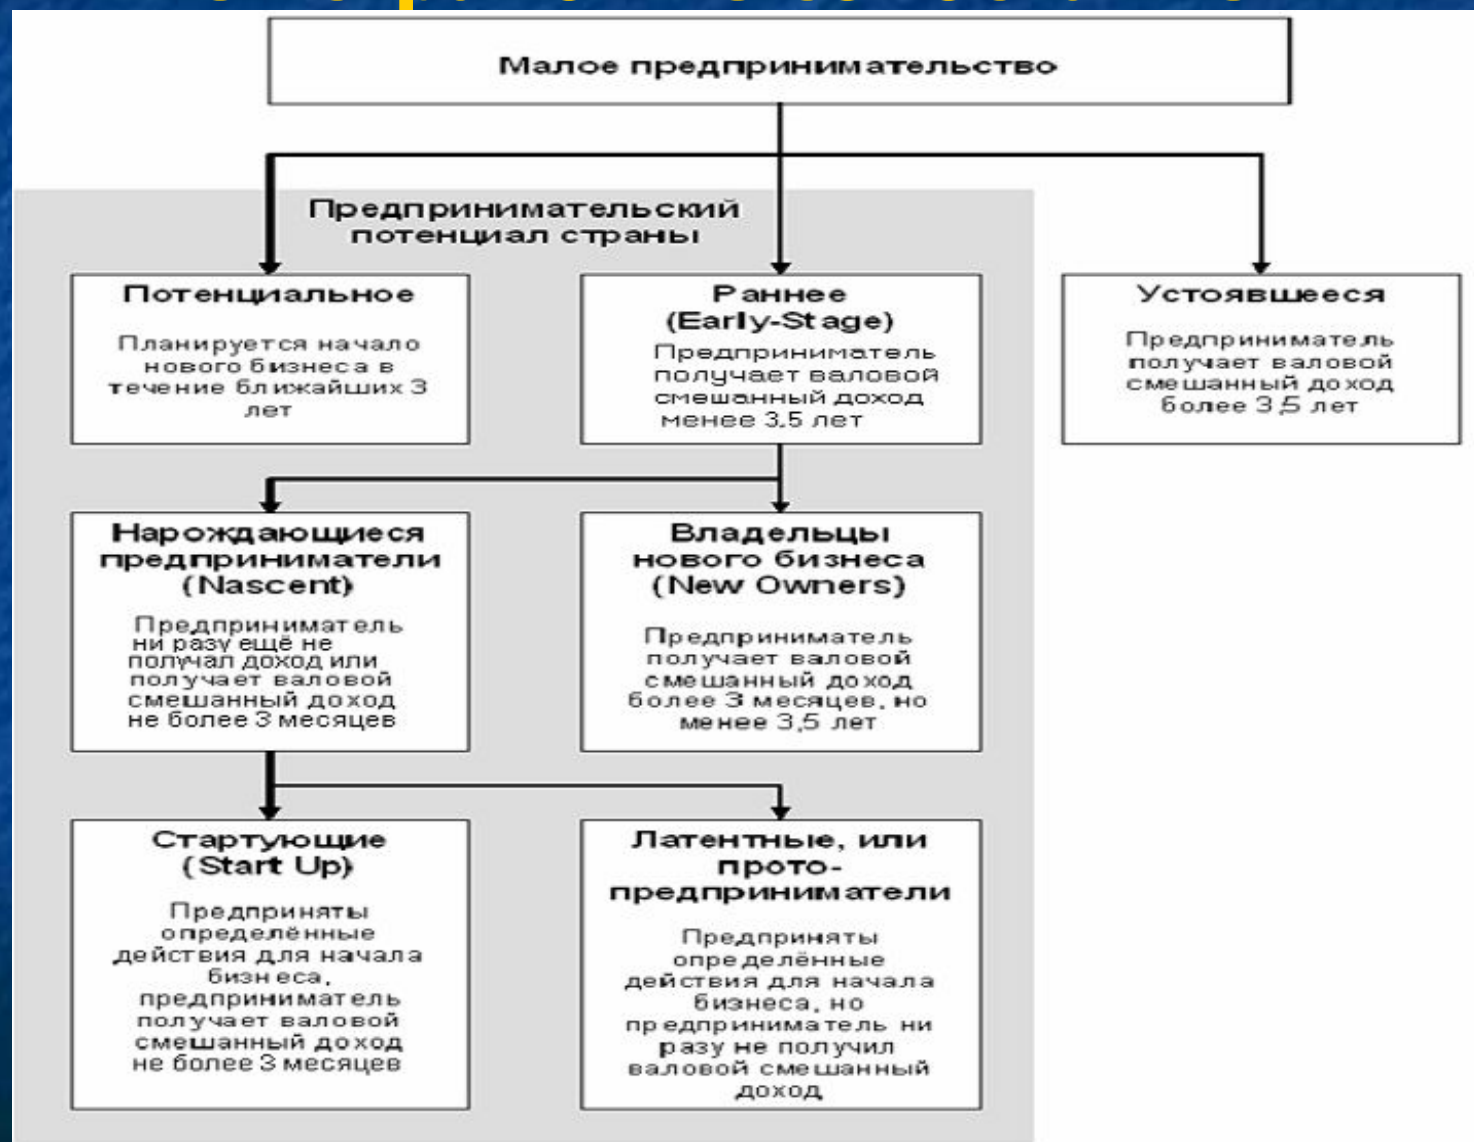 Малое предпринимательство
Предпринимательский
потенциал страны
Потенциальное
Планируется начало
нового бизнеса в
течение ближайших 3
лет
Раннее
(Early-Stage)
Предприниматель
получает валовой
смешанный доход
менее 3,5 лет
Устоявшееся
Предприниматель
получает валовой
смешанный доход
более 3,5 лет
Нарождающиеся
предприниматели
(Nascent)
Предприниматель
ни разу ещё не
получал доход или
получает валовой
смешанный доход
не более 3 месяцев
Владельцы
нового бизнеса
(New Owners)
Предприниматель
получает валовой
смешанный доход
более 3 месяцев, но
менее 3,5 лет
Стартующие
(Start Up)
Предприняты
определённые
действия для начала
бизнеса,
предприниматель
получает валовой
смешанный доход
не более 3 месяцев
Латентные, или
прото-
предприниматели
Предприняты
определённые
действия для начала
бизнеса, но
предприниматель ни
разу не получил
валовой смешанный
доход